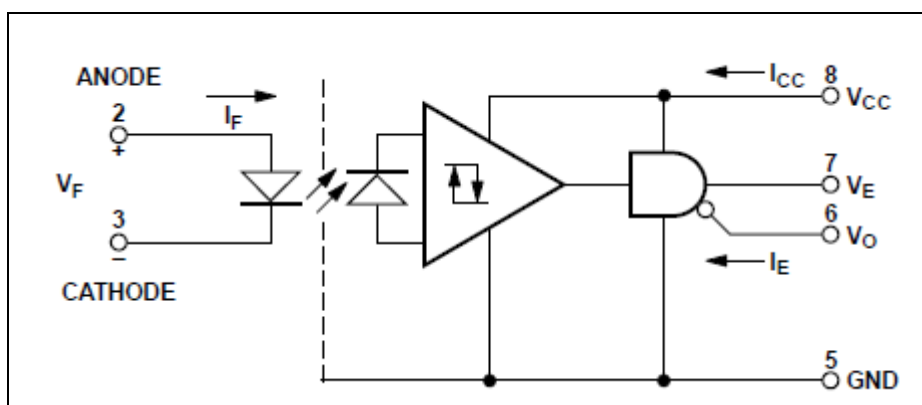 ANODE
2
+
I_F
V_F
3
–
CATHODE
I_CC
8
V_CC
7
V_E
6
V_O
I_E
5
GND